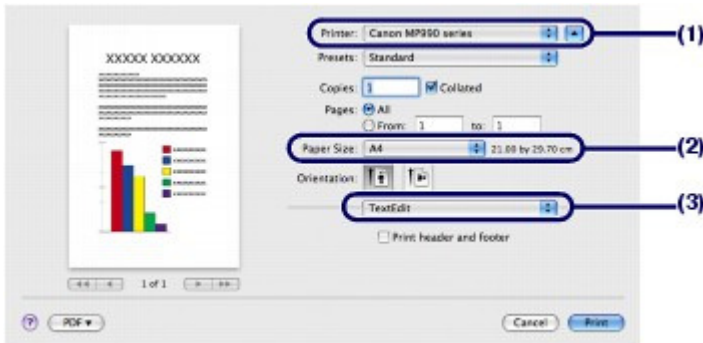 Printer: Canon MP990 series
(1)
XXXXX XXXXXX
Presets: Standard
Copies: 1 Collated
Pages: All
From: 1 to: 1
Paper Size: A4 21.00 by 29.70 cm
(2)
Orientation:
TextEdit
(3)
Print header and footer
1 of 1
? PDF▼ Cancel Print